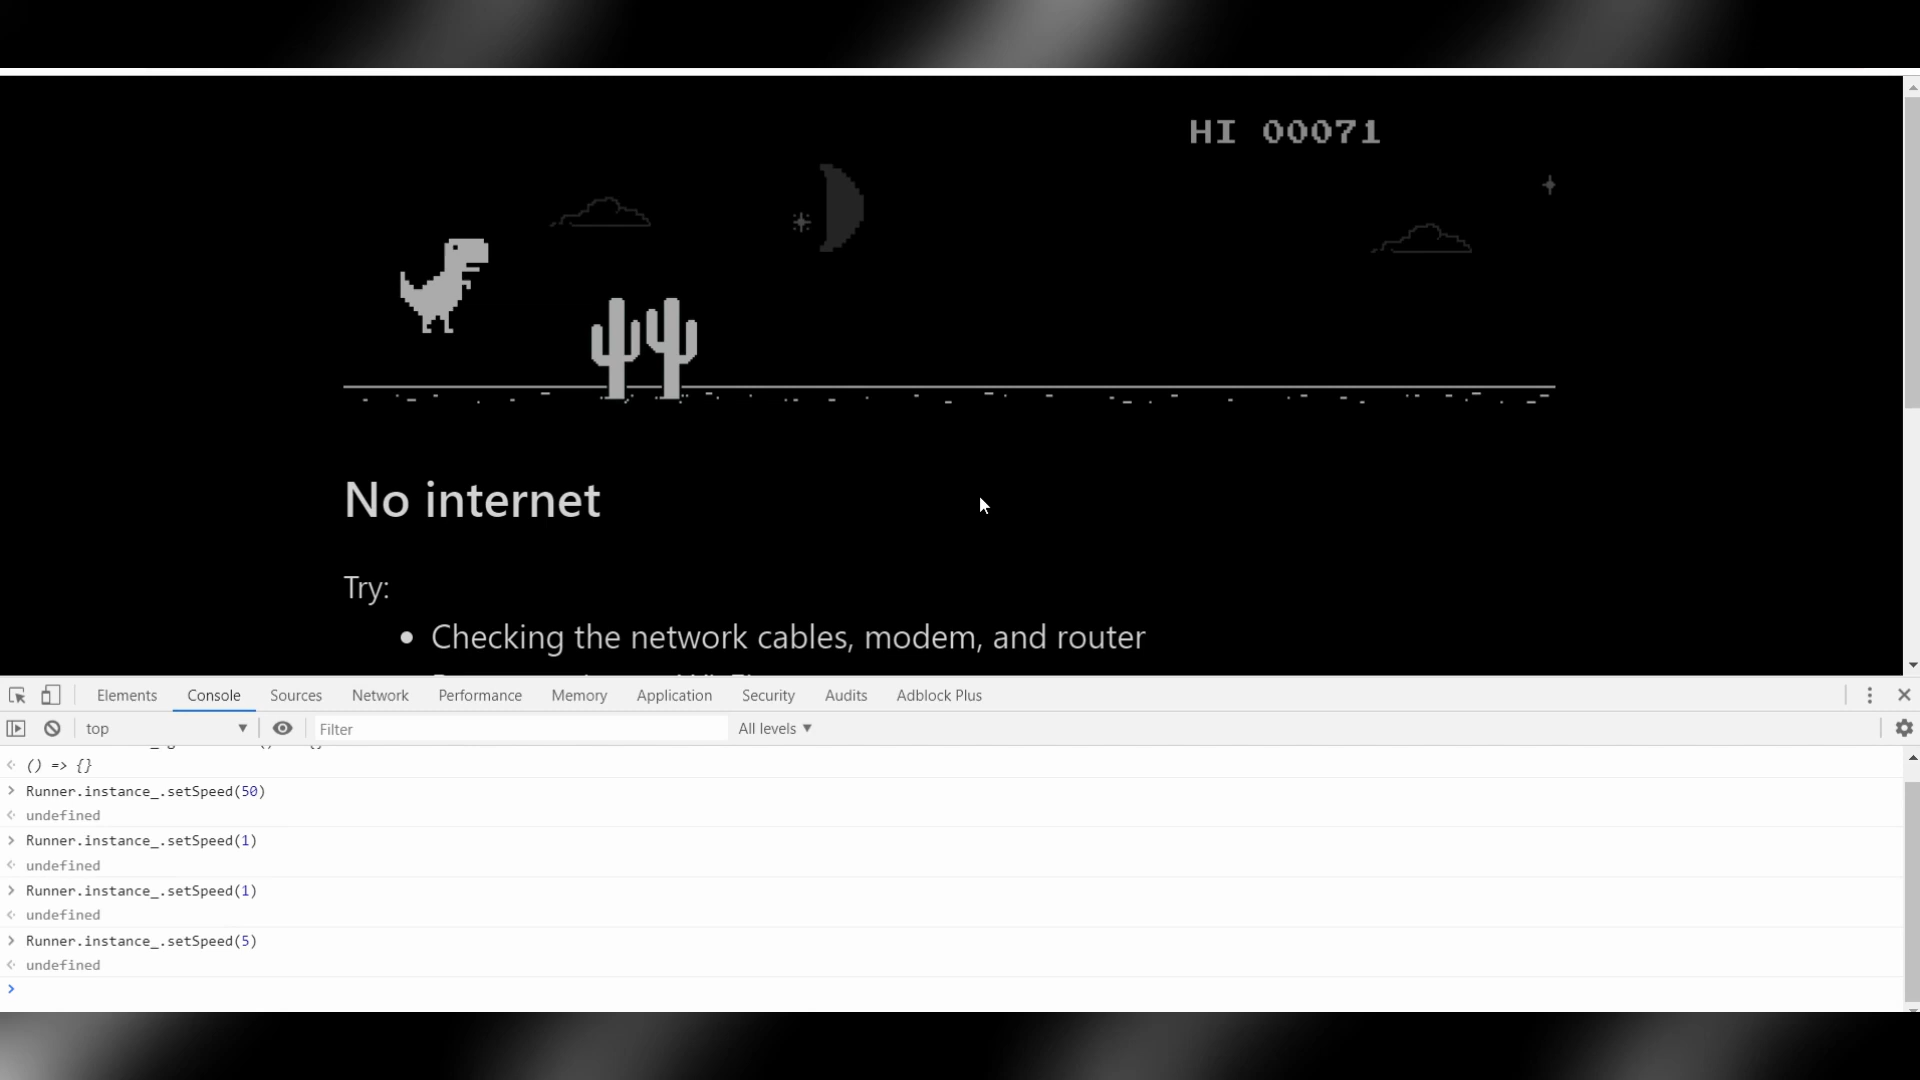 HI 00071
No internet
Try:
• Checking the network cables, modem, and router
Elements Console Sources Network Performance Memory Application Security Audits Adblock Plus
top Filter All levels
() => {}
Runner.instance_.setSpeed(50)
undefined
Runner.instance_.setSpeed(1)
undefined
Runner.instance_.setSpeed(1)
undefined
Runner.instance_.setSpeed(5)
undefined